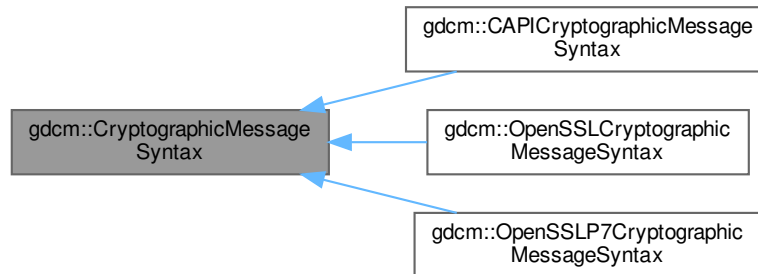 gdcm::CAPICryptographicMessage
Syntax
gdcm::CryptographicMessage
Syntax
gdcm::OpenSSLCryptographic
MessageSyntax
gdcm::OpenSSLP7Cryptographic
MessageSyntax